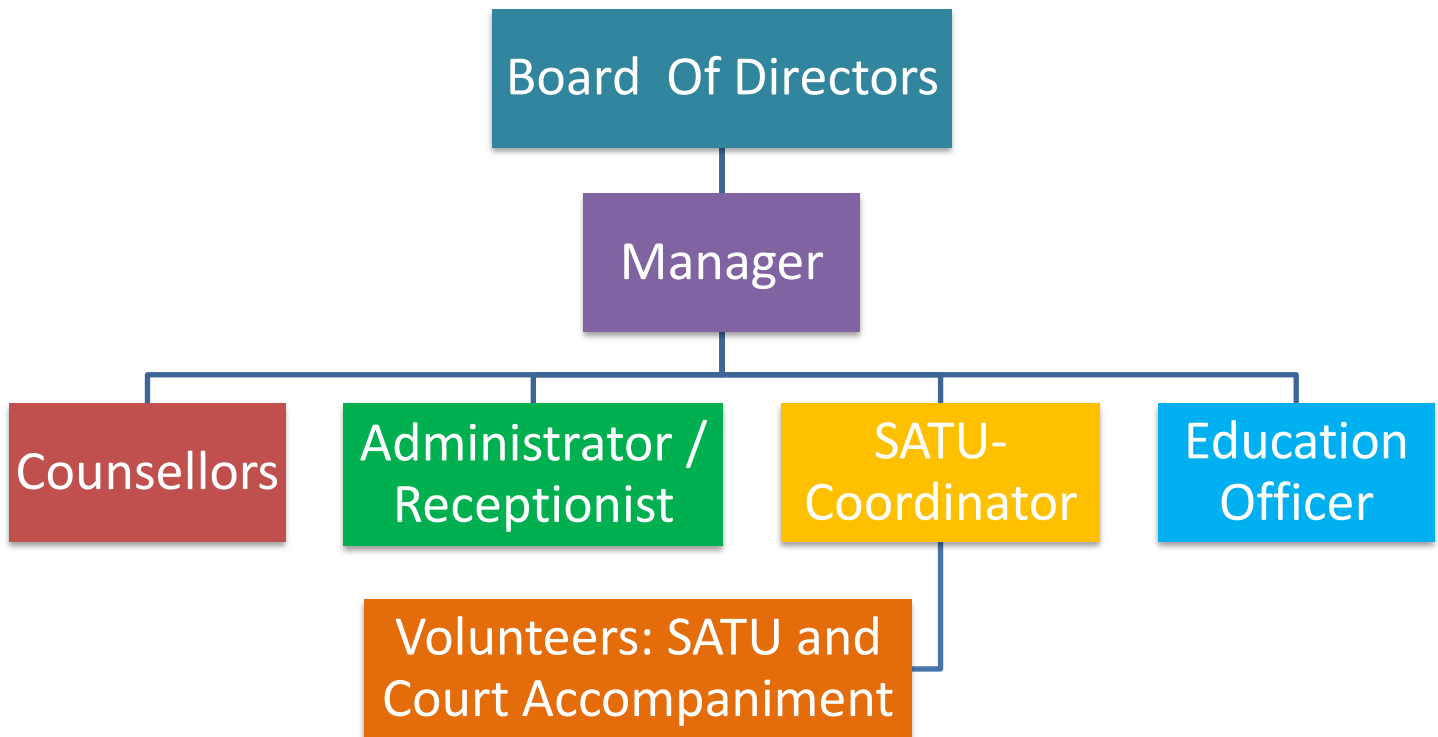 Board Of Directors
Manager
Counsellors
Administrator /
Receptionist
SATU-
Coordinator
Education
Officer
Volunteers: SATU and
Court Accompaniment